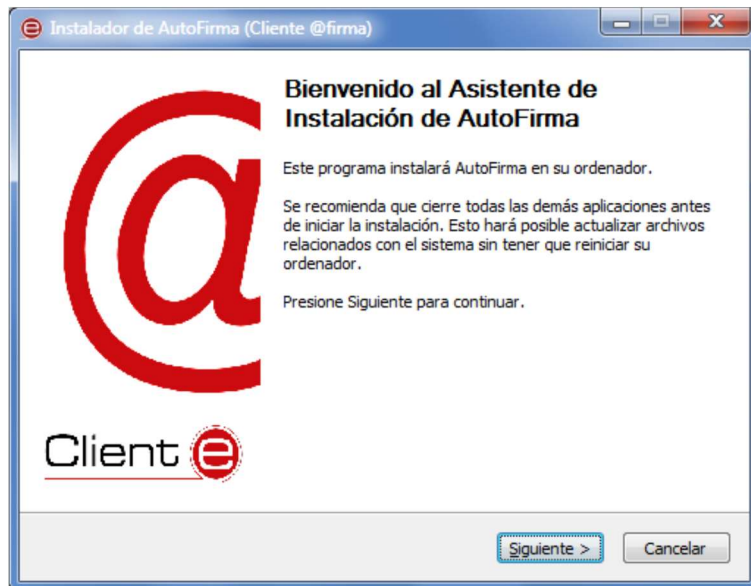 Instalador de AutoFirma (Cliente @firma)
Bienvenido al Asistente de
Instalación de AutoFirma
Este programa instalará AutoFirma en su ordenador.
Se recomienda que cierre todas las demás aplicaciones antes
de iniciar la instalación. Esto hará posible actualizar archivos
relacionados con el sistema sin tener que reiniciar su
ordenador.
Presione Siguiente para continuar.
@
Cliente
Siguiente >
Cancelar